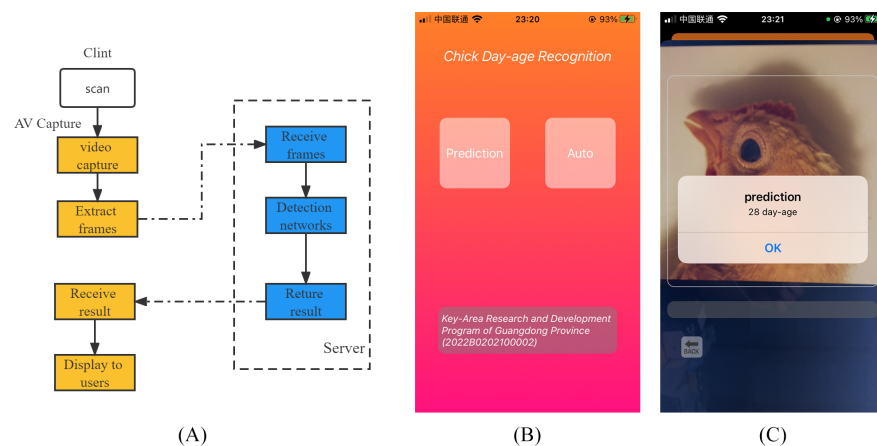 Clint
scan
AV Capture
video
capture
Extract
frames
Receive
frames
Detection
networks
Receive
result
Reture
result
Server
Display to
users
(A)
中国联通
23:20
93%
Chick Day-age Recognition
Prediction
Auto
Key-Area Research and Development
Program of Guangdong Province
(2022B0202100002)
(B)
中国联通
23:21
93%
prediction
28 day-age
OK
BACK
(C)